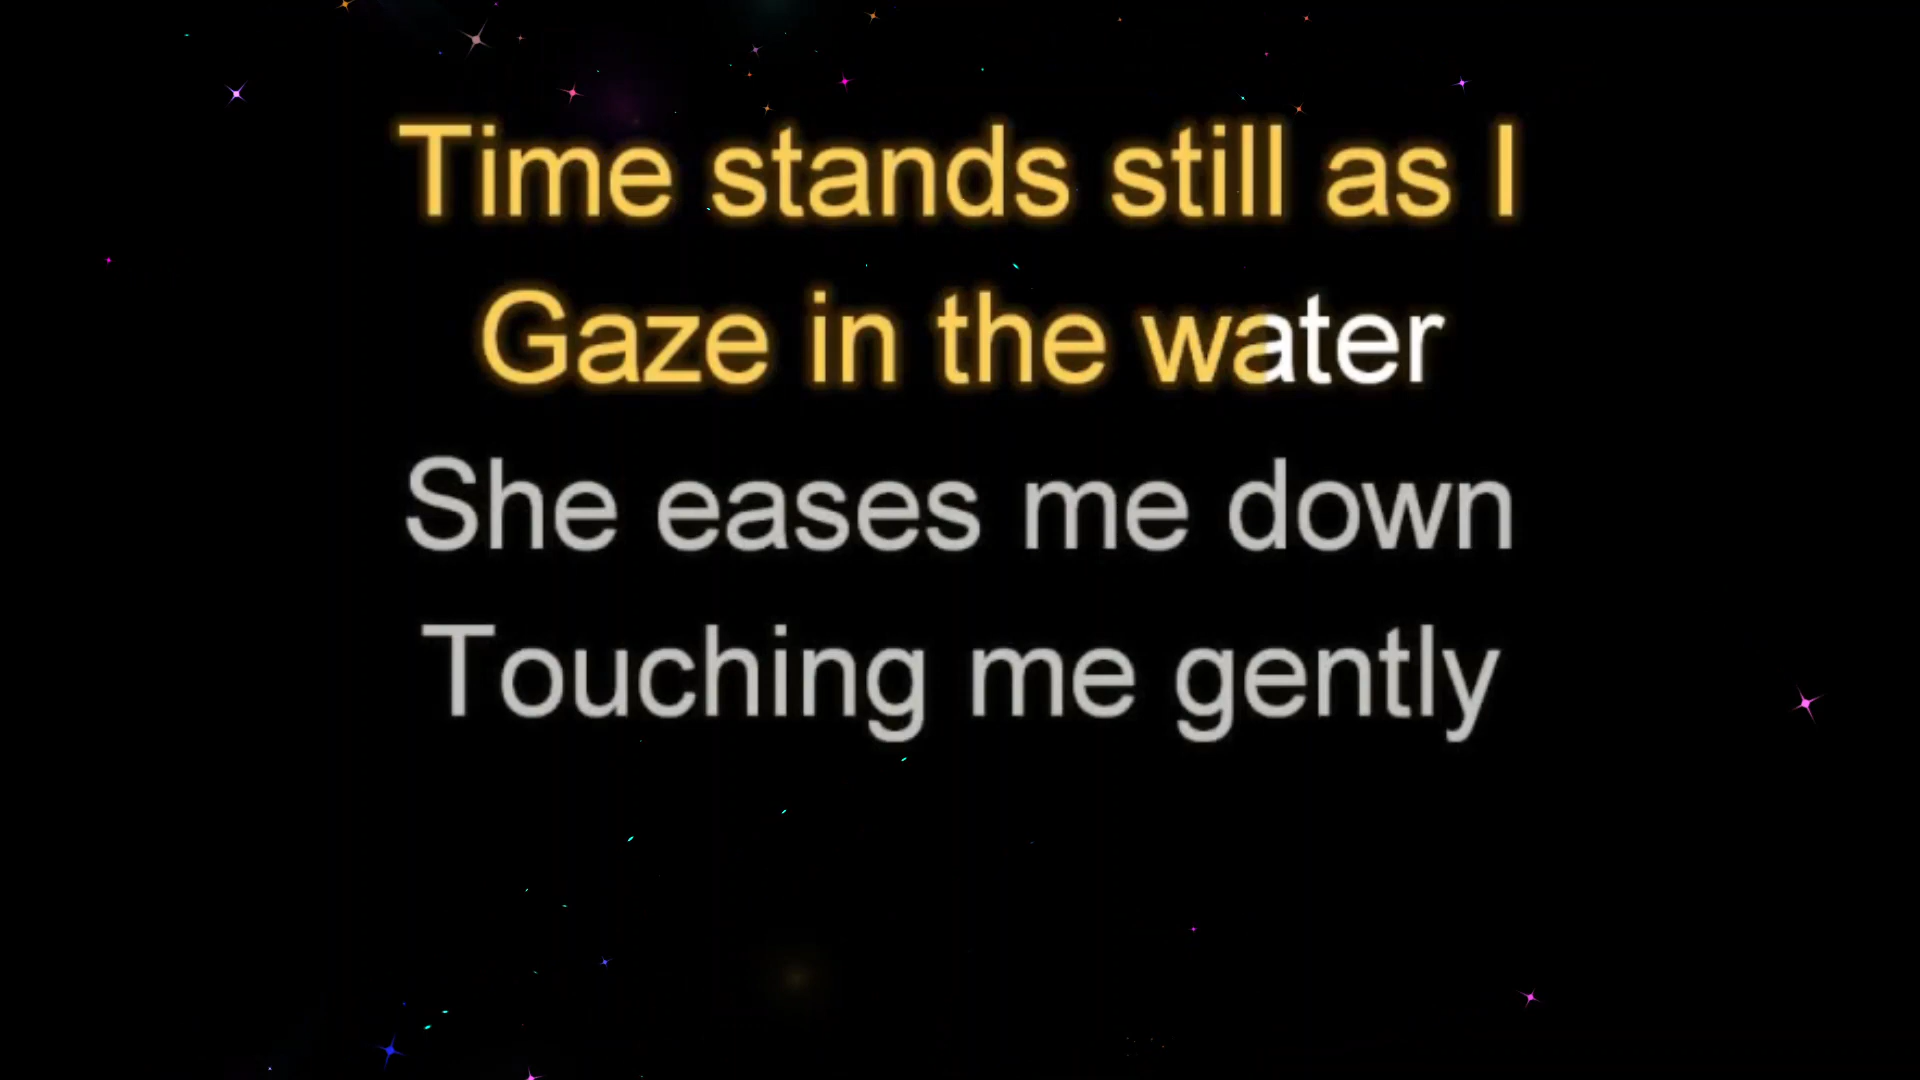 Time stands still as I
Gaze in the water
She eases me down
Touching me gently